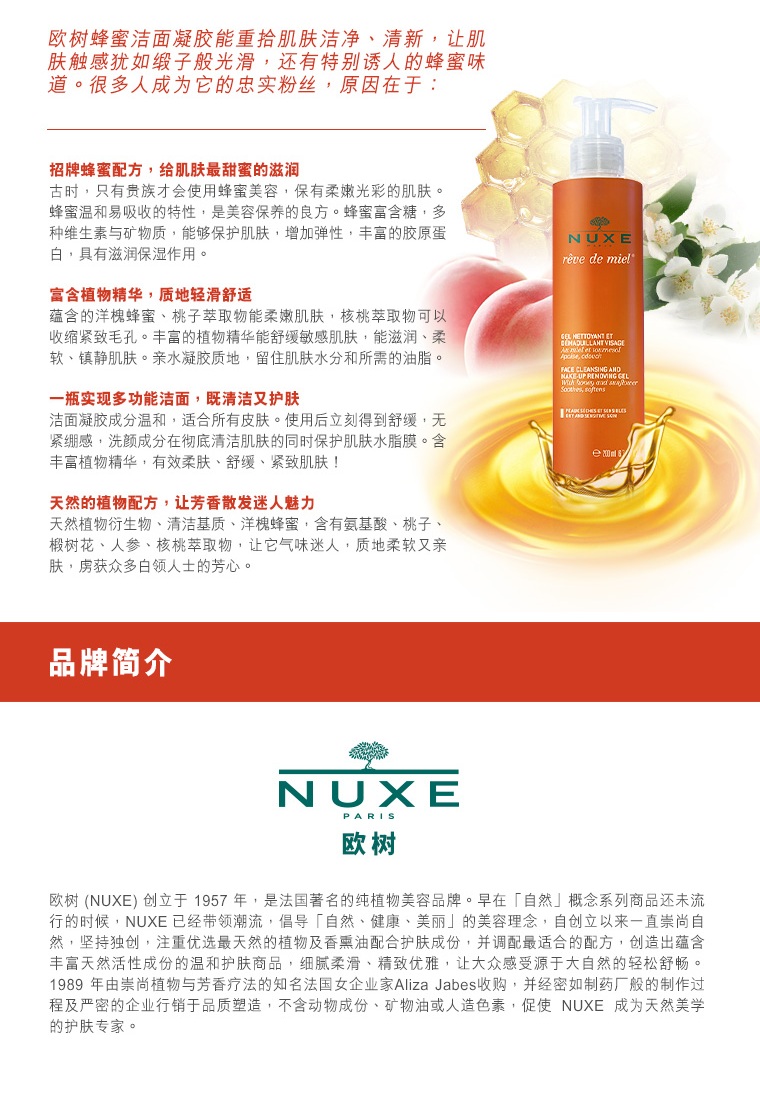 欧树蜂蜜洁面凝胶能重拾肌肤洁净、清新，让肌
肤触感犹如缎子般光滑，还有特别诱人的蜂蜜味
道。很多人成为它的忠实粉丝，原因在于：
招牌蜂蜜配方，给肌肤最甜蜜的滋润
古时，只有贵族才会使用蜂蜜美容，保有柔嫩光彩的肌肤。
蜂蜜温和易吸收的特性，是美容保养的良方。蜂蜜富含糖，多
种维生素与矿物质，能够保护肌肤，增加弹性，丰富的胶原蛋
白，具有滋润保湿作用。
富含植物精华，质地轻滑舒适
蕴含的洋槐蜂蜜、桃子萃取物能柔嫩肌肤，核桃萃取物可以
收缩紧致毛孔。丰富的植物精华能舒缓敏感肌肤，能滋润、柔
软、镇静肌肤。亲水凝胶质地，留住肌肤水分和所需的油脂。
一瓶实现多功能洁面，既清洁又护肤
洁面凝胶成分温和，适合所有皮肤。使用后立刻得到舒缓，无
紧绷感，洗颜成分在彻底清洁肌肤的同时保护肌肤水脂膜。含
丰富植物精华，有效柔肤、舒缓、紧致肌肤！
天然的植物配方，让芳香散发迷人魅力
天然植物衍生物、清洁基质、洋槐蜂蜜，含有氨基酸、桃子、
椴树花、人参、核桃萃取物，让它气味迷人，质地柔软又亲
肤，虏获众多白领人士的芳心。
NUXE
PARIS
rêve de miel®
GEL NETTOYANT ET
DÉMAQUILLANT VISAGE
Au miel et tournesol
Apaise, adoucit
FACE CLEANSING AND
MAKE-UP REMOVING GEL
With honey and sunflower
Soothes, softens
PEAUX SÈCHES ET SENSIBLES
DRY AND SENSITIVE SKIN
e 200ml
品牌简介
NUXE
PARIS
欧树
欧树 (NUXE) 创立于 1957 年，是法国著名的纯植物美容品牌。早在「自然」概念系列商品还未流
行的时候，NUXE 已经带领潮流，倡导「自然、健康、美丽」的美容理念，自创立以来一直崇尚自
然，坚持独创，注重优选最天然的植物及香熏油配合护肤成份，并调配最适合的配方，创造出蕴含
丰富天然活性成份的温和护肤商品，细腻柔滑、精致优雅，让大众感受源于大自然的轻松舒畅。
1989 年由崇尚植物与芳香疗法的知名法国女企业家Aliza Jabes收购，并经密如制药厂般的制作过
程及严密的企业行销于品质塑造，不含动物成份、矿物油或人造色素，促使 NUXE 成为天然美学
的护肤专家。